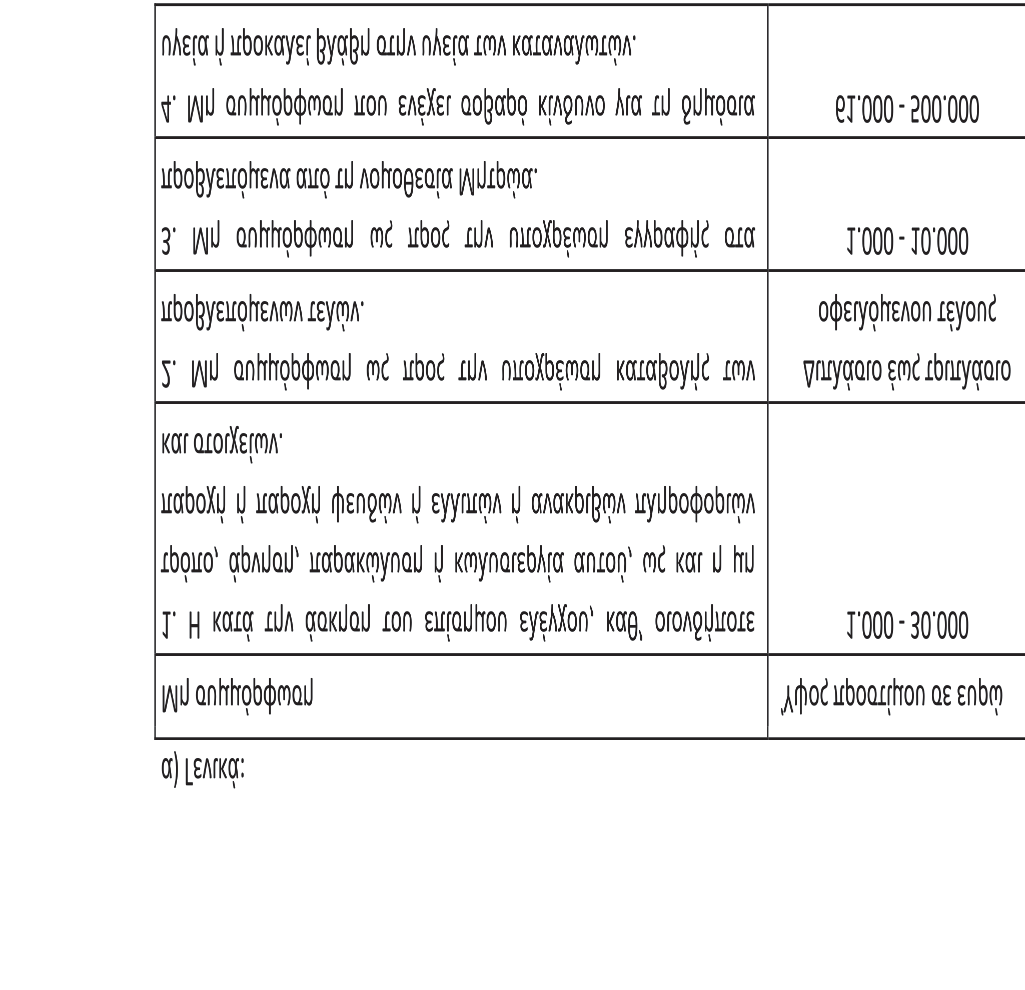 α) Γενικά:
Μη συμμόρφωση
Ύψος προστίμου σε ευρώ
1. Η κατά την άσκηση του επίσημου ελέγχου, καθ' οιονδήποτε
τρόπο, άρνηση, παρακώλυση ή κωλυσιεργία αυτού, ως και η μη
παροχή ή παροχή ψευδών ή ελλιπών ή ανακριβών πληροφοριών
και στοιχείων.
1.000 - 30.000
2. Μη συμμόρφωση ως προς την υποχρέωση καταβολής των
προβλεπόμενων τελών.
Διπλάσιο έως τριπλάσιο
οφειλόμενου τέλους
3. Μη συμμόρφωση ως προς την υποχρέωση εγγραφής στα
προβλεπόμενα από τη νομοθεσία Μητρώα.
1.000 - 10.000
4. Μη συμμόρφωση που ενέχει σοβαρό κίνδυνο για τη δημόσια
υγεία ή προκαλεί βλάβη στην υγεία των καταναλωτών.
61.000 - 500.000